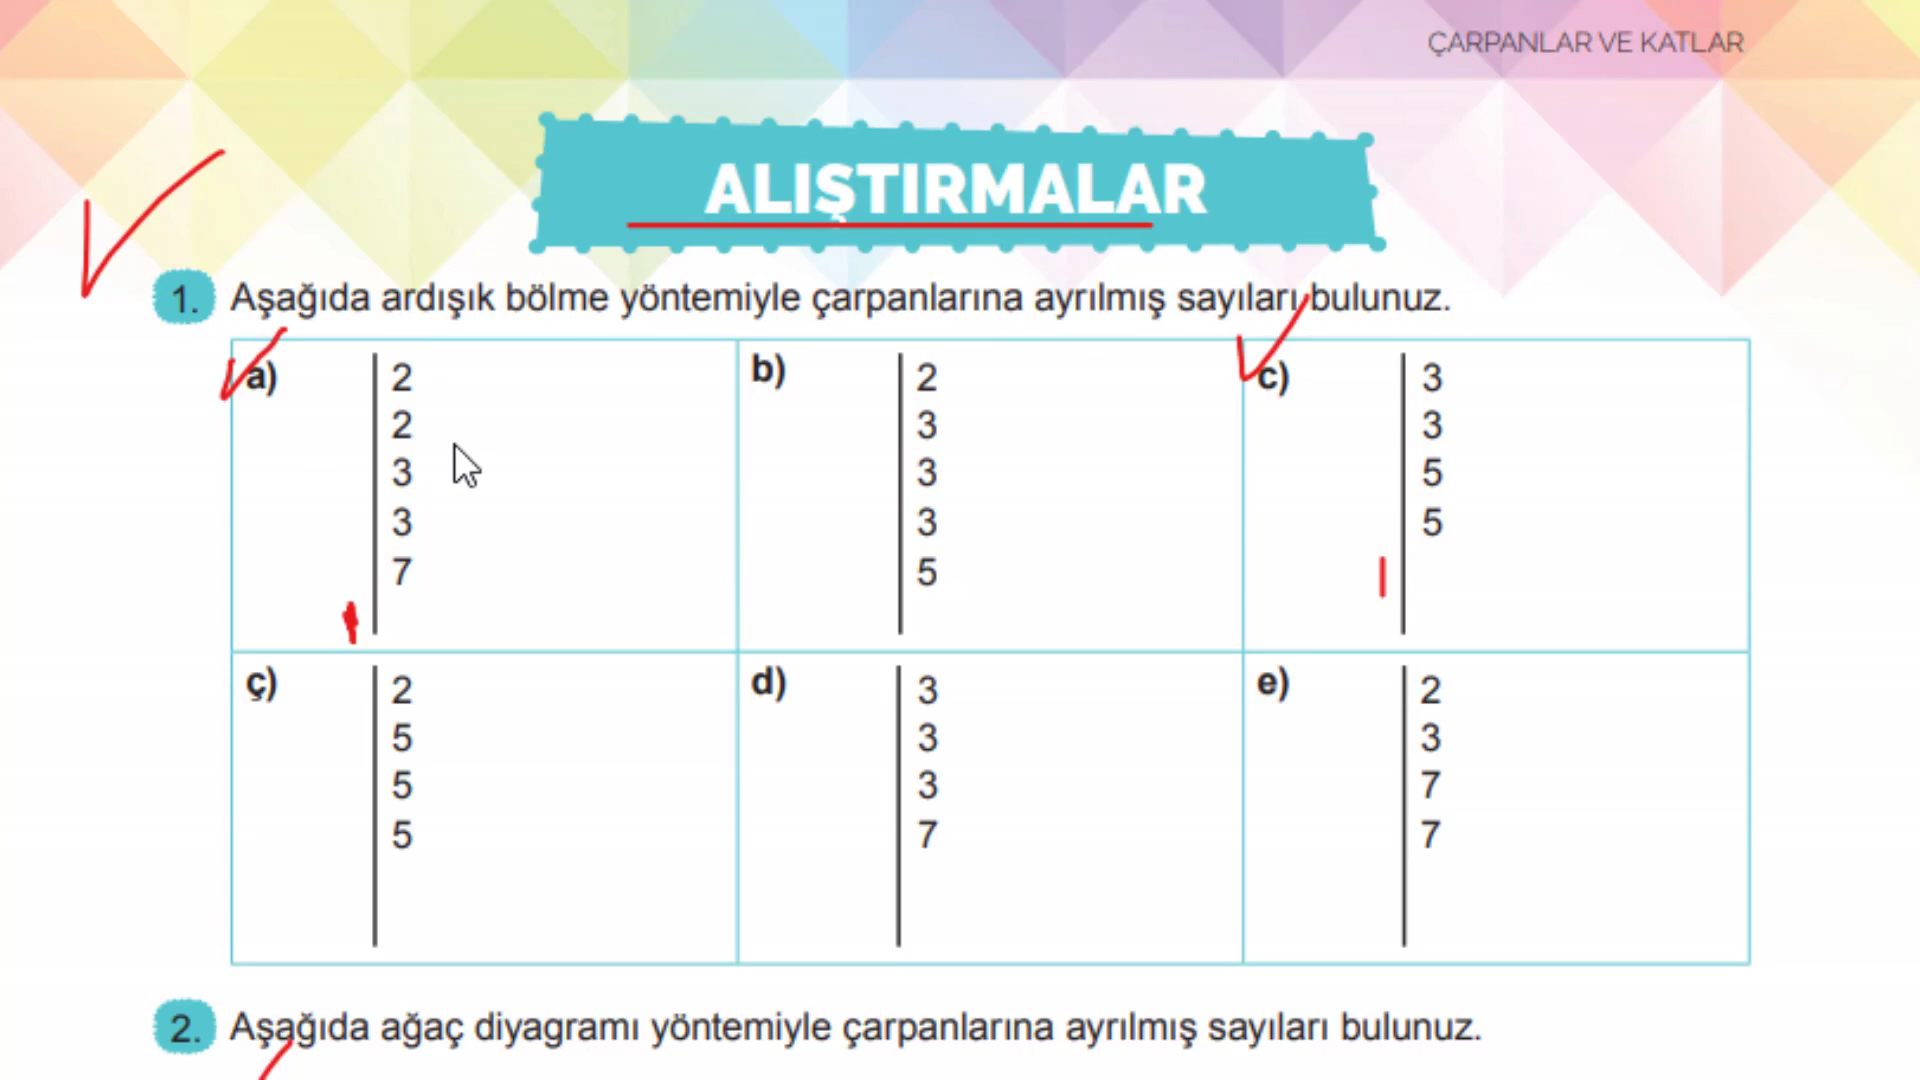 ÇARPANLAR VE KATLAR
ALIŞTIRMALAR
1. Aşağıda ardışık bölme yöntemiyle çarpanlarına ayrılmış sayıları bulunuz.
a)
2
2
3
3
7
b)
2
3
3
3
5
c)
3
3
5
5
1
ç)
2
5
5
5
d)
3
3
3
7
e)
2
3
7
7
2. Aşağıda ağaç diyagramı yöntemiyle çarpanlarına ayrılmış sayıları bulunuz.